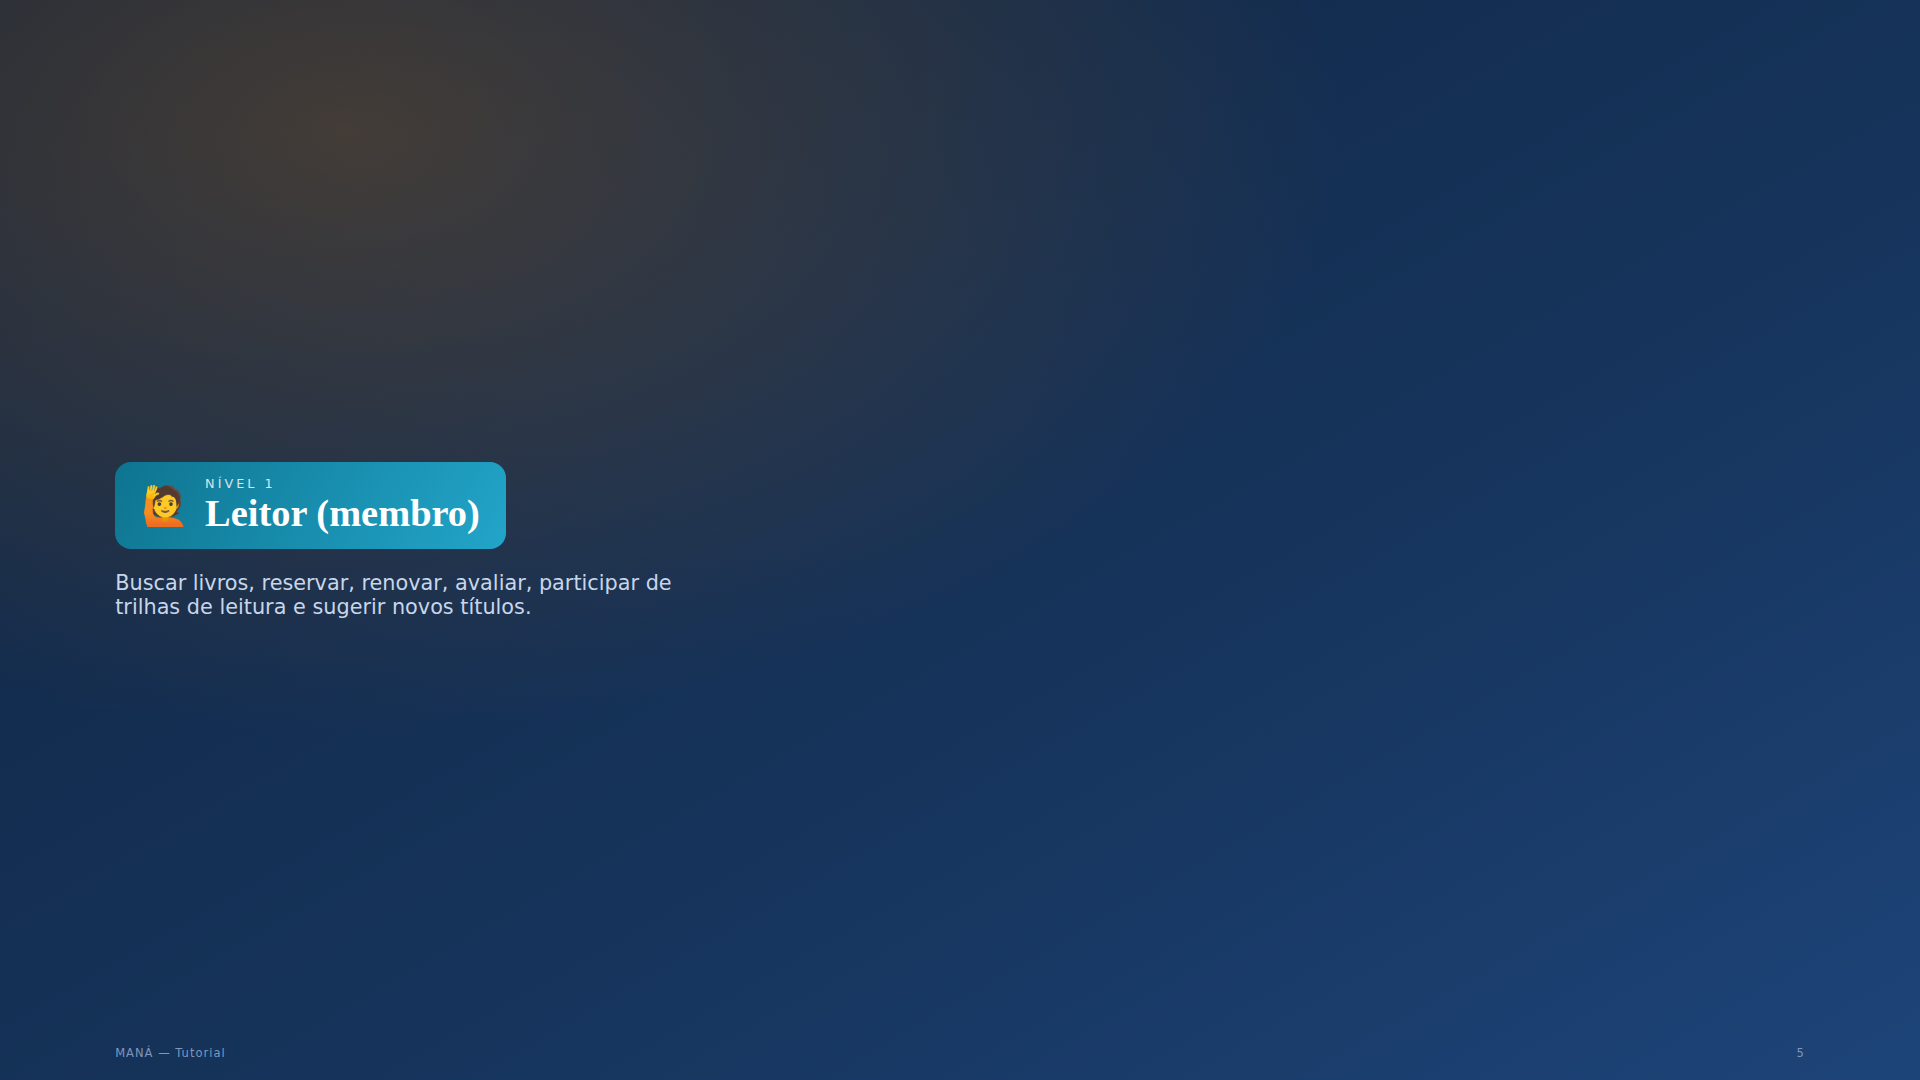 NÍVEL 1
Leitor (membro)
Buscar livros, reservar, renovar, avaliar, participar de
trilhas de leitura e sugerir novos títulos.
MANÁ — Tutorial
5